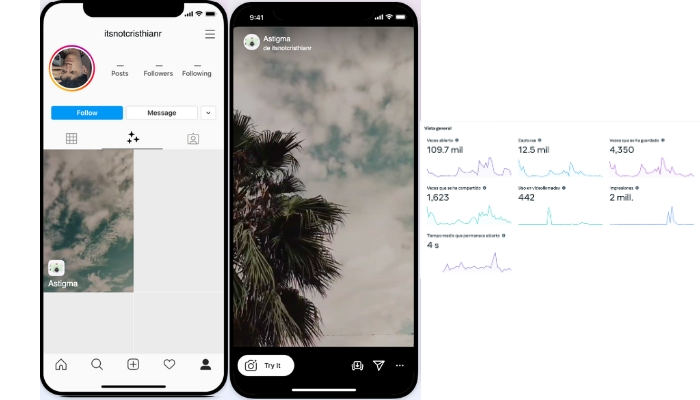 itsnotcristhianr
Posts
Followers
Following
Follow
Message
Astigma
9:41
Astigma
de itsnotcristhianr
Try It
Vista general
Veces abierto
109.7 mil
Capturas
12.5 mil
Veces que se ha guardado
4,350
Veces que se ha compartido
1,623
Uso en videollamadas
442
Impresiones
2 mill.
Tiempo medio que permanece abierto
4 s